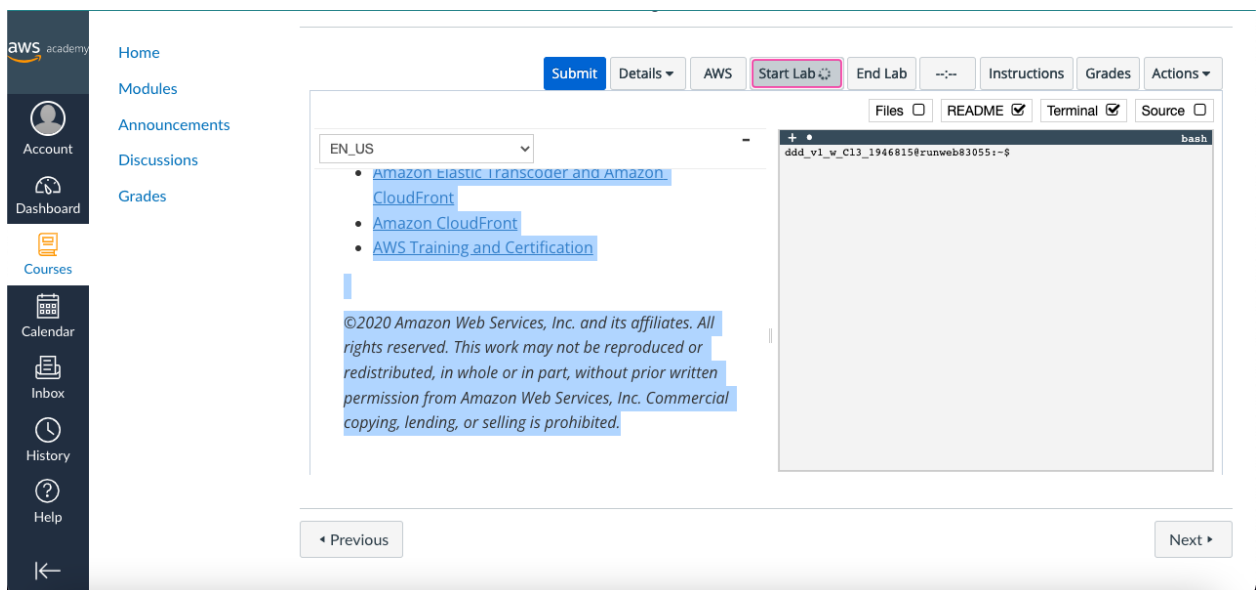 aws academy
Account
Dashboard
Courses
Calendar
Inbox
History
Help
Home
Modules
Announcements
Discussions
Grades
Submit
Details
AWS
Start Lab
End Lab
--:--
Instructions
Grades
Actions
Files
README
Terminal
Source
EN_US
-
Amazon Elastic Transcoder and Amazon
CloudFront
Amazon CloudFront
AWS Training and Certification
©2020 Amazon Web Services, Inc. and its affiliates. All
rights reserved. This work may not be reproduced or
redistributed, in whole or in part, without prior written
permission from Amazon Web Services, Inc. Commercial
copying, lending, or selling is prohibited.
+ • bash
ddd_v1_w_Cl3_1946815@runweb83055:~$
Previous
Next